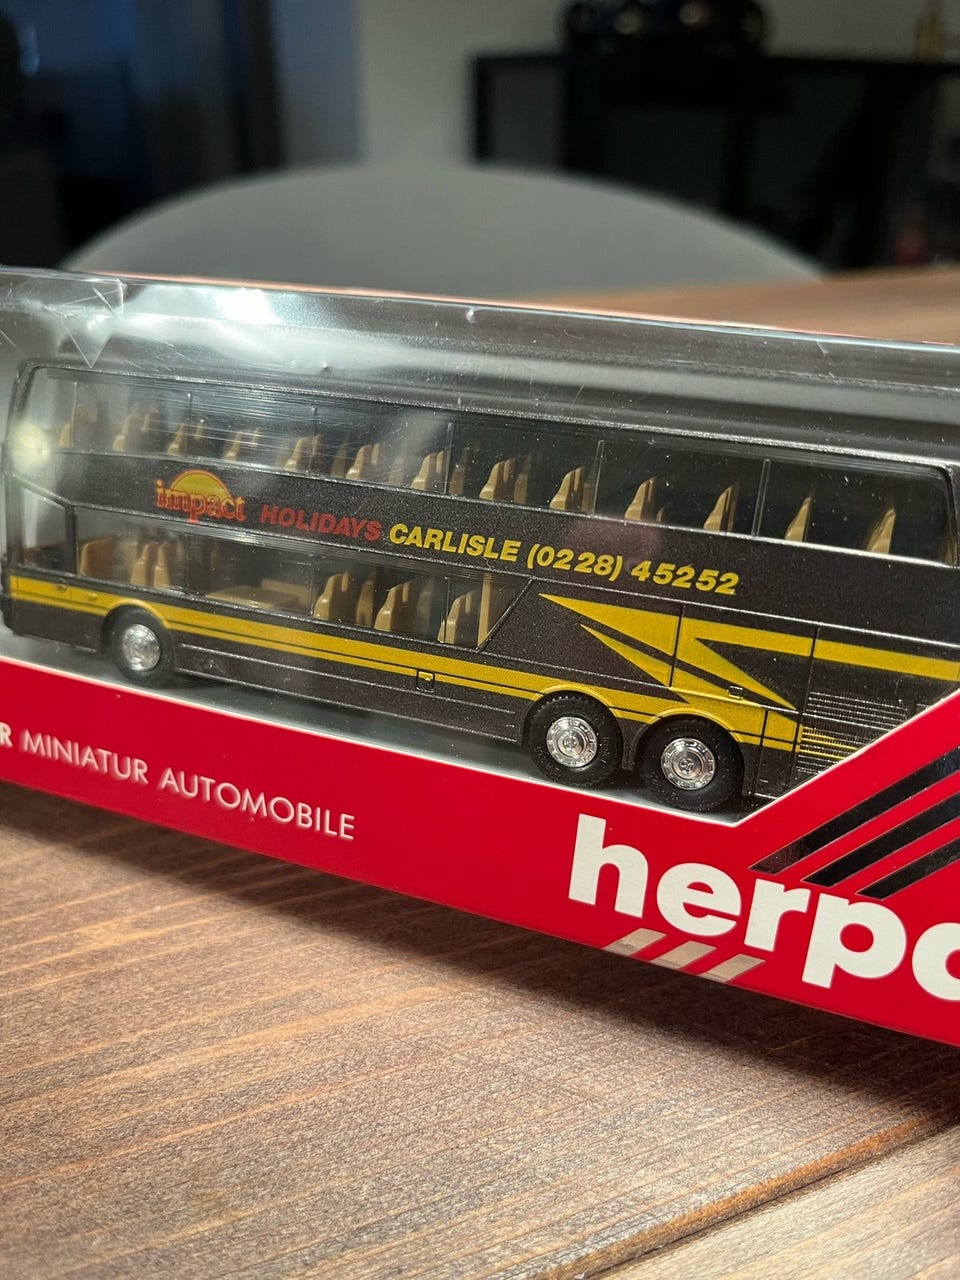 impact HOLIDAYS CARLISLE (0228) 45252
R MINIATUR AUTOMOBILE
herpa